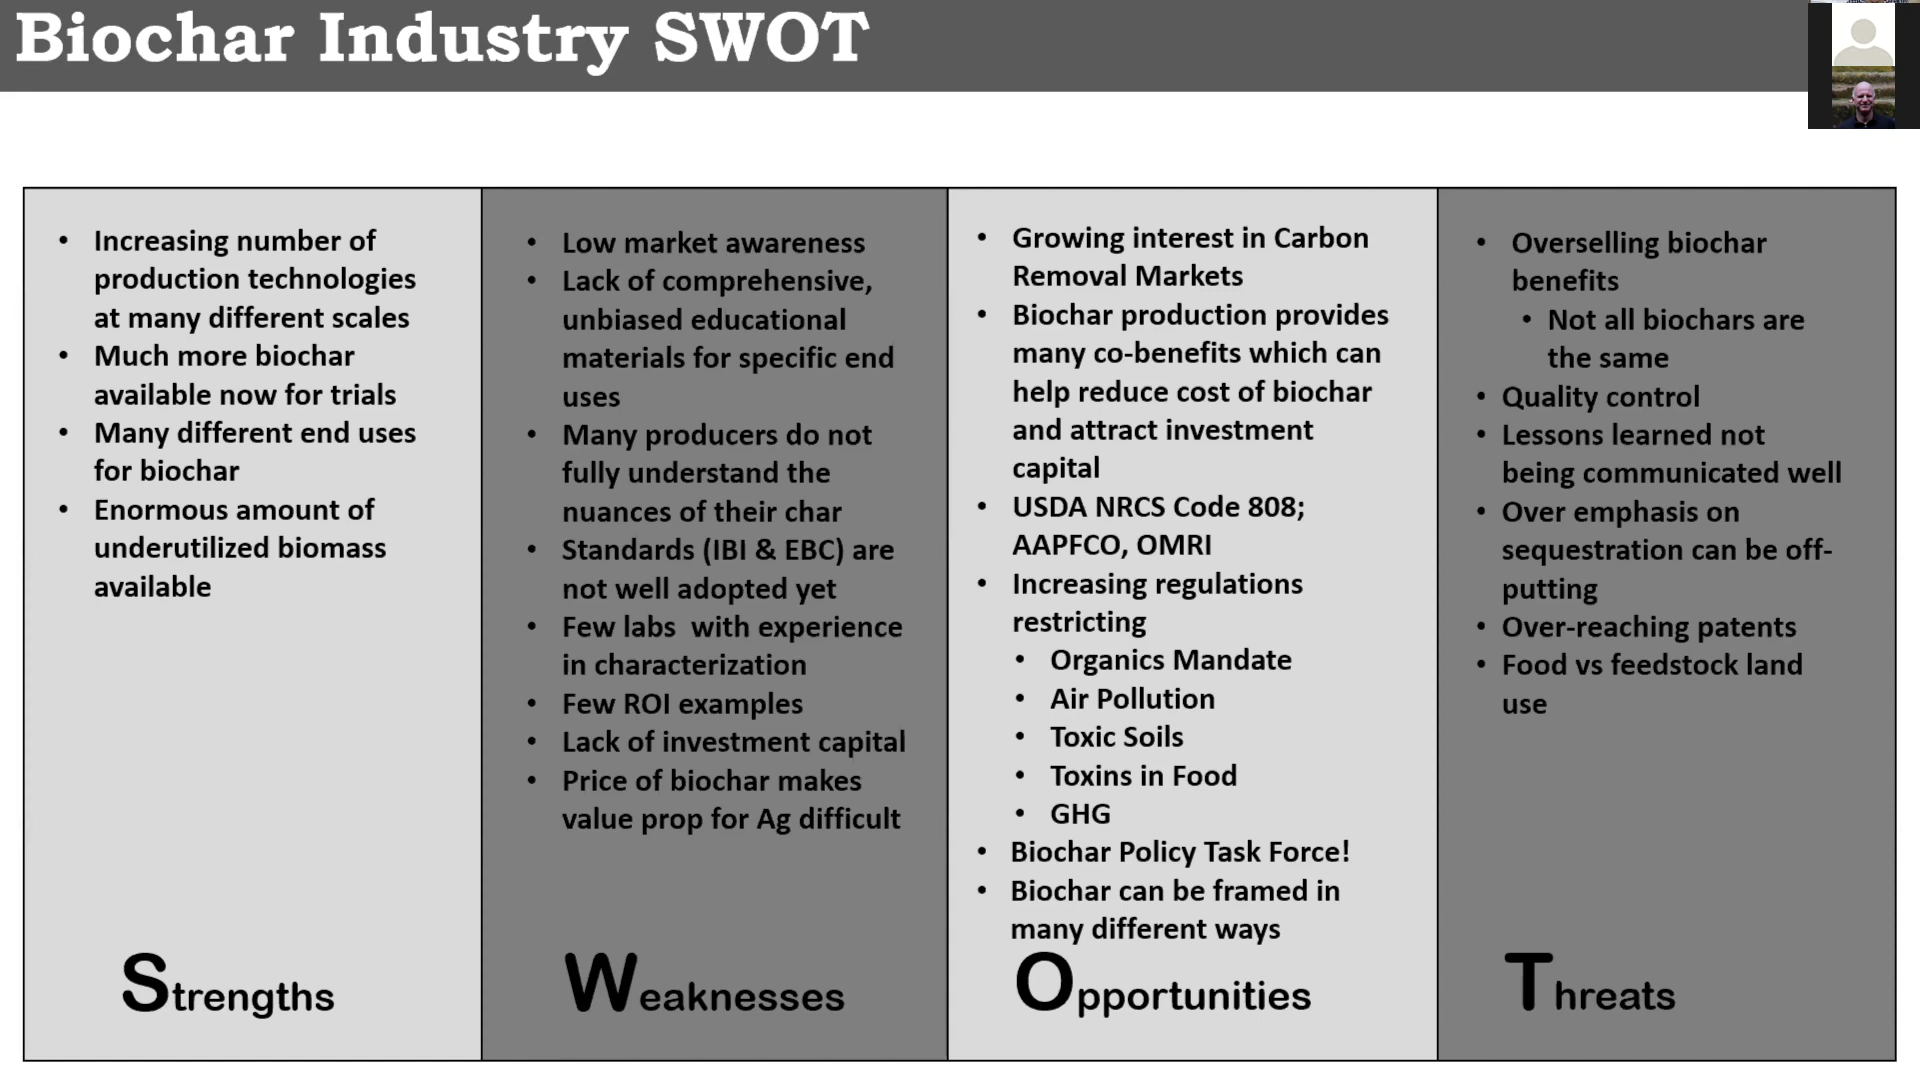 Biochar Industry SWOT
• Increasing number of
production technologies
at many different scales
• Much more biochar
available now for trials
• Many different end uses
for biochar
• Enormous amount of
underutilized biomass
available
Strengths
• Low market awareness
• Lack of comprehensive,
unbiased educational
materials for specific end
uses
• Many producers do not
fully understand the
nuances of their char
• Standards (IBI & EBC) are
not well adopted yet
• Few labs  with experience
in characterization
• Few ROI examples
• Lack of investment capital
• Price of biochar makes
value prop for Ag difficult
Weaknesses
• Growing interest in Carbon
Removal Markets
• Biochar production provides
many co-benefits which can
help reduce cost of biochar
and attract investment
capital
• USDA NRCS Code 808;
AAPFCO, OMRI
• Increasing regulations
restricting
• Organics Mandate
• Air Pollution
• Toxic Soils
• Toxins in Food
• GHG
• Biochar Policy Task Force!
• Biochar can be framed in
many different ways
Opportunities
• Overselling biochar
benefits
• Not all biochars are
the same
• Quality control
• Lessons learned not
being communicated well
• Over emphasis on
sequestration can be off-
putting
• Over-reaching patents
• Food vs feedstock land
use
Threats